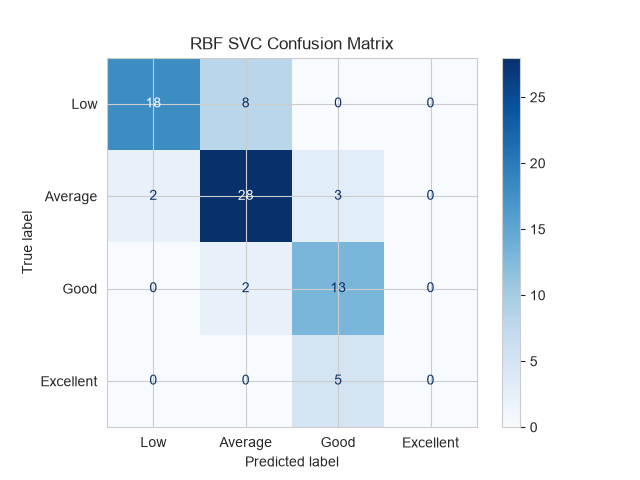 RBF SVC Confusion Matrix
Low 18 8 0 0
Average 2 28 3 0
Good 0 2 13 0
Excellent 0 0 5 0
Low Average Good Excellent
Predicted label
True label
25
20
15
10
5
0